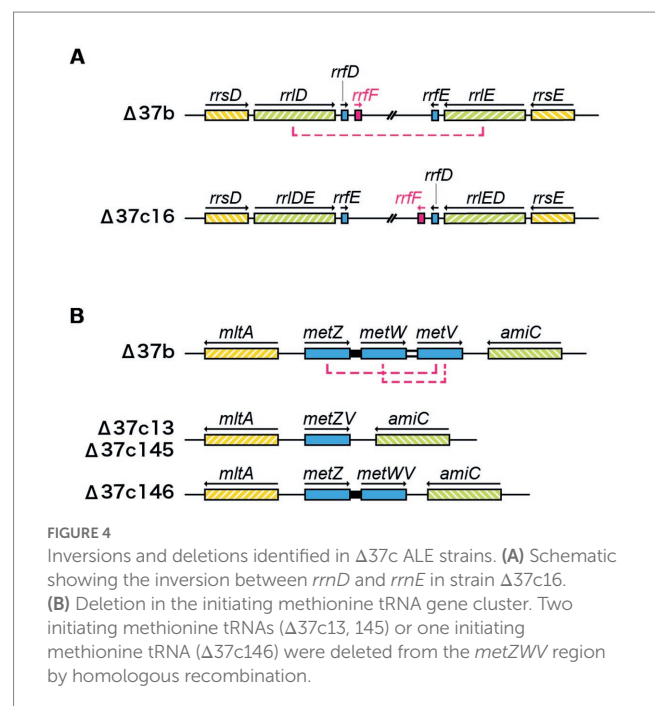 A
rrfD
rrsD rrlD rrfF rrfE rrlE rrsE
Δ37b
rrfD
rrsD rrlDE rrfE rrfF rrlED rrsE
Δ37c16
B
mltA metZ metW metV amiC
Δ37b
Δ37c13
mltA metZV amiC
Δ37c145
mltA metZ metWV amiC
Δ37c146
FIGURE 4
Inversions and deletions identified in Δ37c ALE strains. (A) Schematic
showing the inversion between rrnD and rrnE in strain Δ37c16.
(B) Deletion in the initiating methionine tRNA gene cluster. Two
initiating methionine tRNAs (Δ37c13, 145) or one initiating
methionine tRNA (Δ37c146) were deleted from the metZWV region
by homologous recombination.